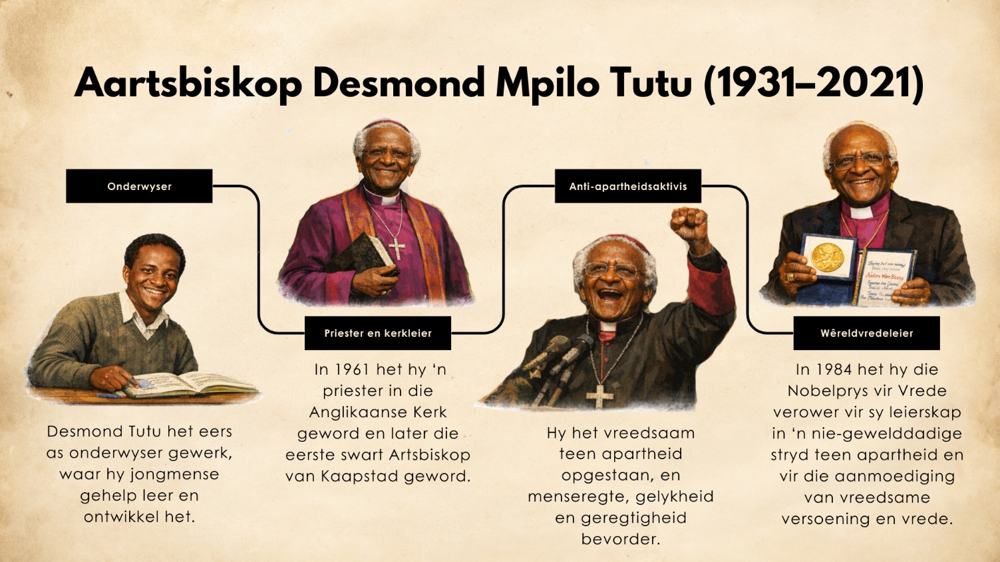 Aartsbiskop Desmond Mpilo Tutu (1931–2021)
Onderwyser
Desmond Tutu het eers
as onderwyser gewerk,
waar hy jongmense
gehelp leer en
ontwikkel het.
Priester en kerkleier
In 1961 het hy ‘n
priester in die
Anglikaanse Kerk
geword en later die
eerste swart Artsbiskop
van Kaapstad geword.
Anti-apartheidsaktivis
Hy het vreedsaam
teen apartheid
opgestaan, en
menseregte, gelykheid
en geregtigheid
bevorder.
Wêreldvredeleier
In 1984 het hy die
Nobelprys vir Vrede
verower vir sy leierskap
in ‘n nie-gewelddadige
stryd teen apartheid en
vir die aanmoediging
van vreedsame
versoening en vrede.